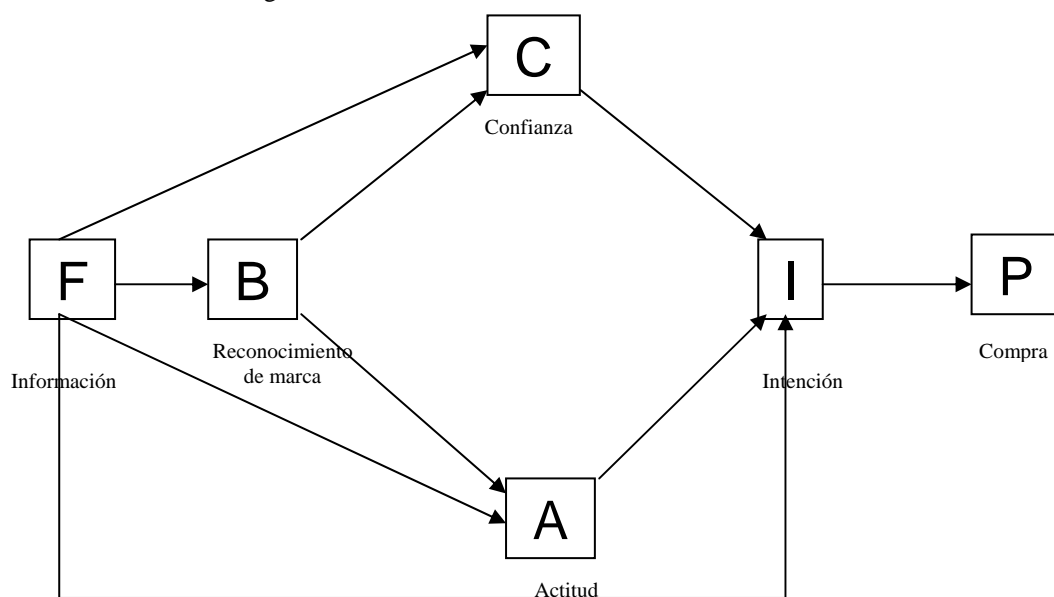 C
Confianza
F
B
I
P
Reconocimiento
de marca
Compra
Información
Intención
A
Actitud